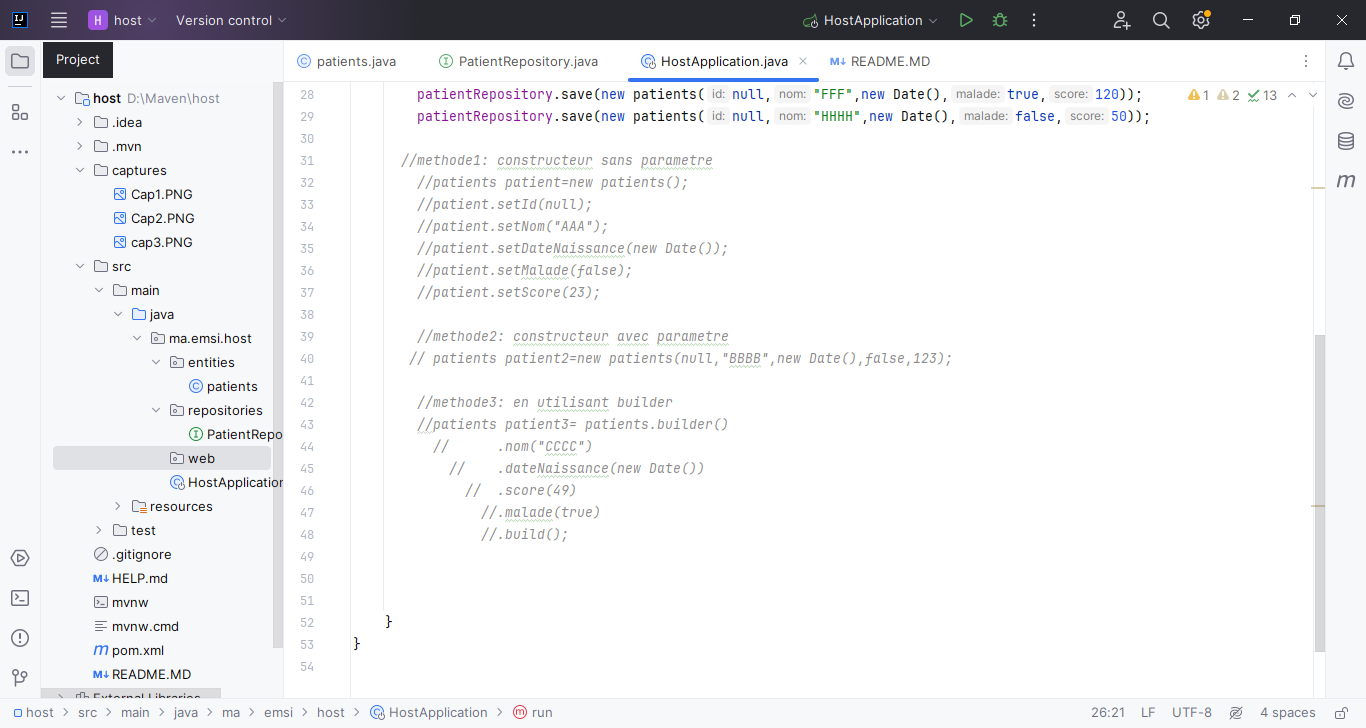 H host Version control HostApplication
Project
patients.java PatientRepository.java HostApplication.java README.MD
host D:\Maven\host
.idea
.mvn
captures
Cap1.PNG
Cap2.PNG
cap3.PNG
src
main
java
ma.emsi.host
entities
patients
repositories
PatientRepo
web
HostApplication
resources
test
.gitignore
HELP.md
mvnw
mvnw.cmd
pom.xml
README.MD
External Libraries
28 patientRepository.save(new patients( id: null, nom: "FFF",new Date(), malade: true, score: 120)); 1 2 13
29 patientRepository.save(new patients( id: null, nom: "HHHH",new Date(), malade: false, score: 50));
30
31 //methode1: constructeur sans parametre
32 //patients patient=new patients();
33 //patient.setId(null);
34 //patient.setNom("AAA");
35 //patient.setDateNaissance(new Date());
36 //patient.setMalade(false);
37 //patient.setScore(23);
38
39 //methode2: constructeur avec parametre
40 // patients patient2=new patients(null,"BBBB",new Date(),false,123);
41
42 //methode3: en utilisant builder
43 //patients patient3= patients.builder()
44 // .nom("CCCC")
45 // .dateNaissance(new Date())
46 // .score(49)
47 //.malade(true)
48 //.build();
49
50
51
52 }
53 }
54
host > src > main > java > ma > emsi > host > HostApplication > run 26:21 LF UTF-8 4 spaces